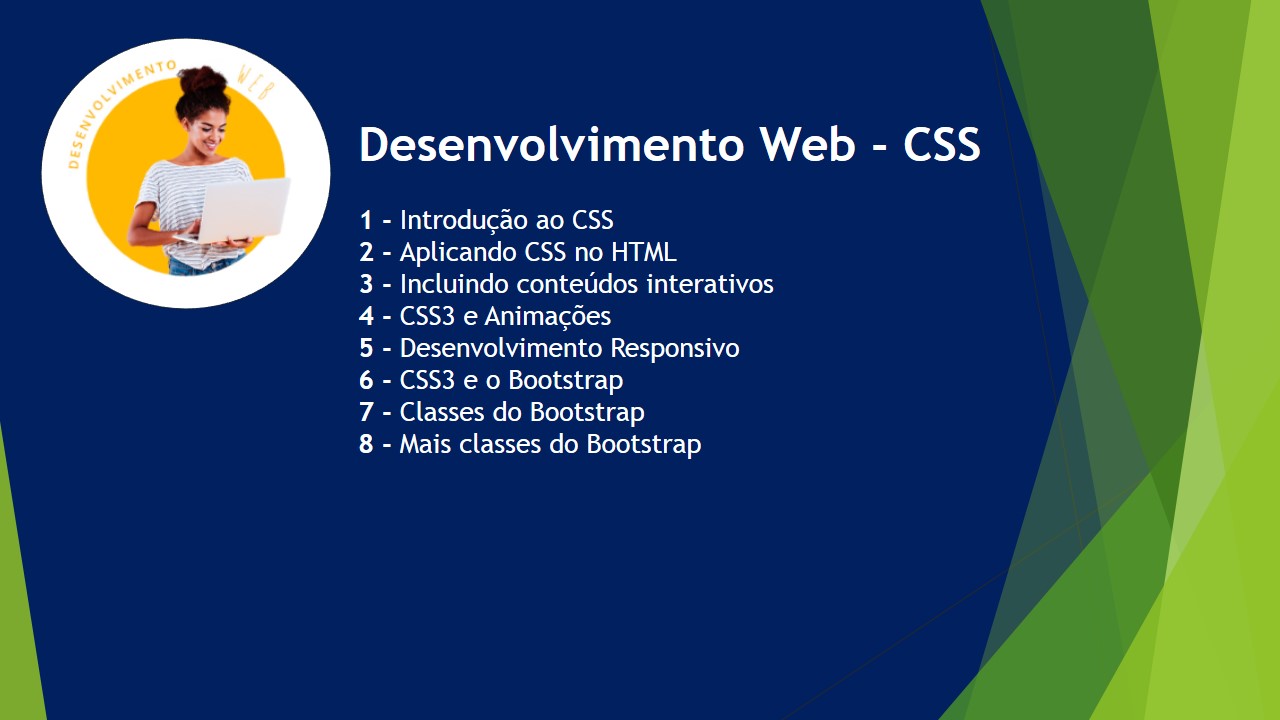 DESENVOLVIMENTO WEB
Desenvolvimento Web - CSS
1 - Introdução ao CSS
2 - Aplicando CSS no HTML
3 - Incluindo conteúdos interativos
4 - CSS3 e Animações
5 - Desenvolvimento Responsivo
6 - CSS3 e o Bootstrap
7 - Classes do Bootstrap
8 - Mais classes do Bootstrap